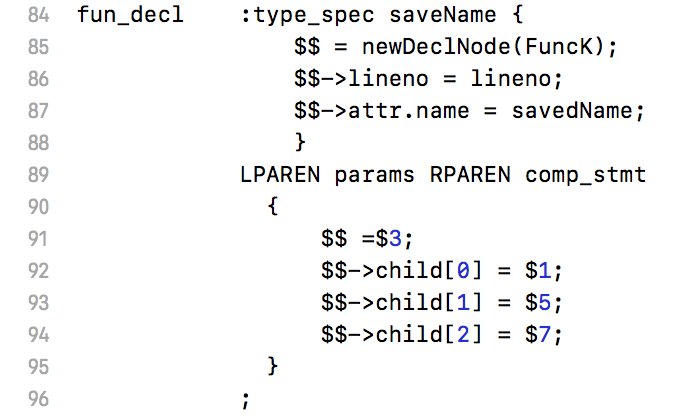 84 fun_decl    :type_spec saveName {
85                 $$ = newDeclNode(FuncK);
86                 $$->lineno = lineno;
87                 $$->attr.name = savedName;
88                 }
89             LPAREN params RPAREN comp_stmt
90               {
91                   $$ =$3;
92                   $$->child[0] = $1;
93                   $$->child[1] = $5;
94                   $$->child[2] = $7;
95               }
96             ;